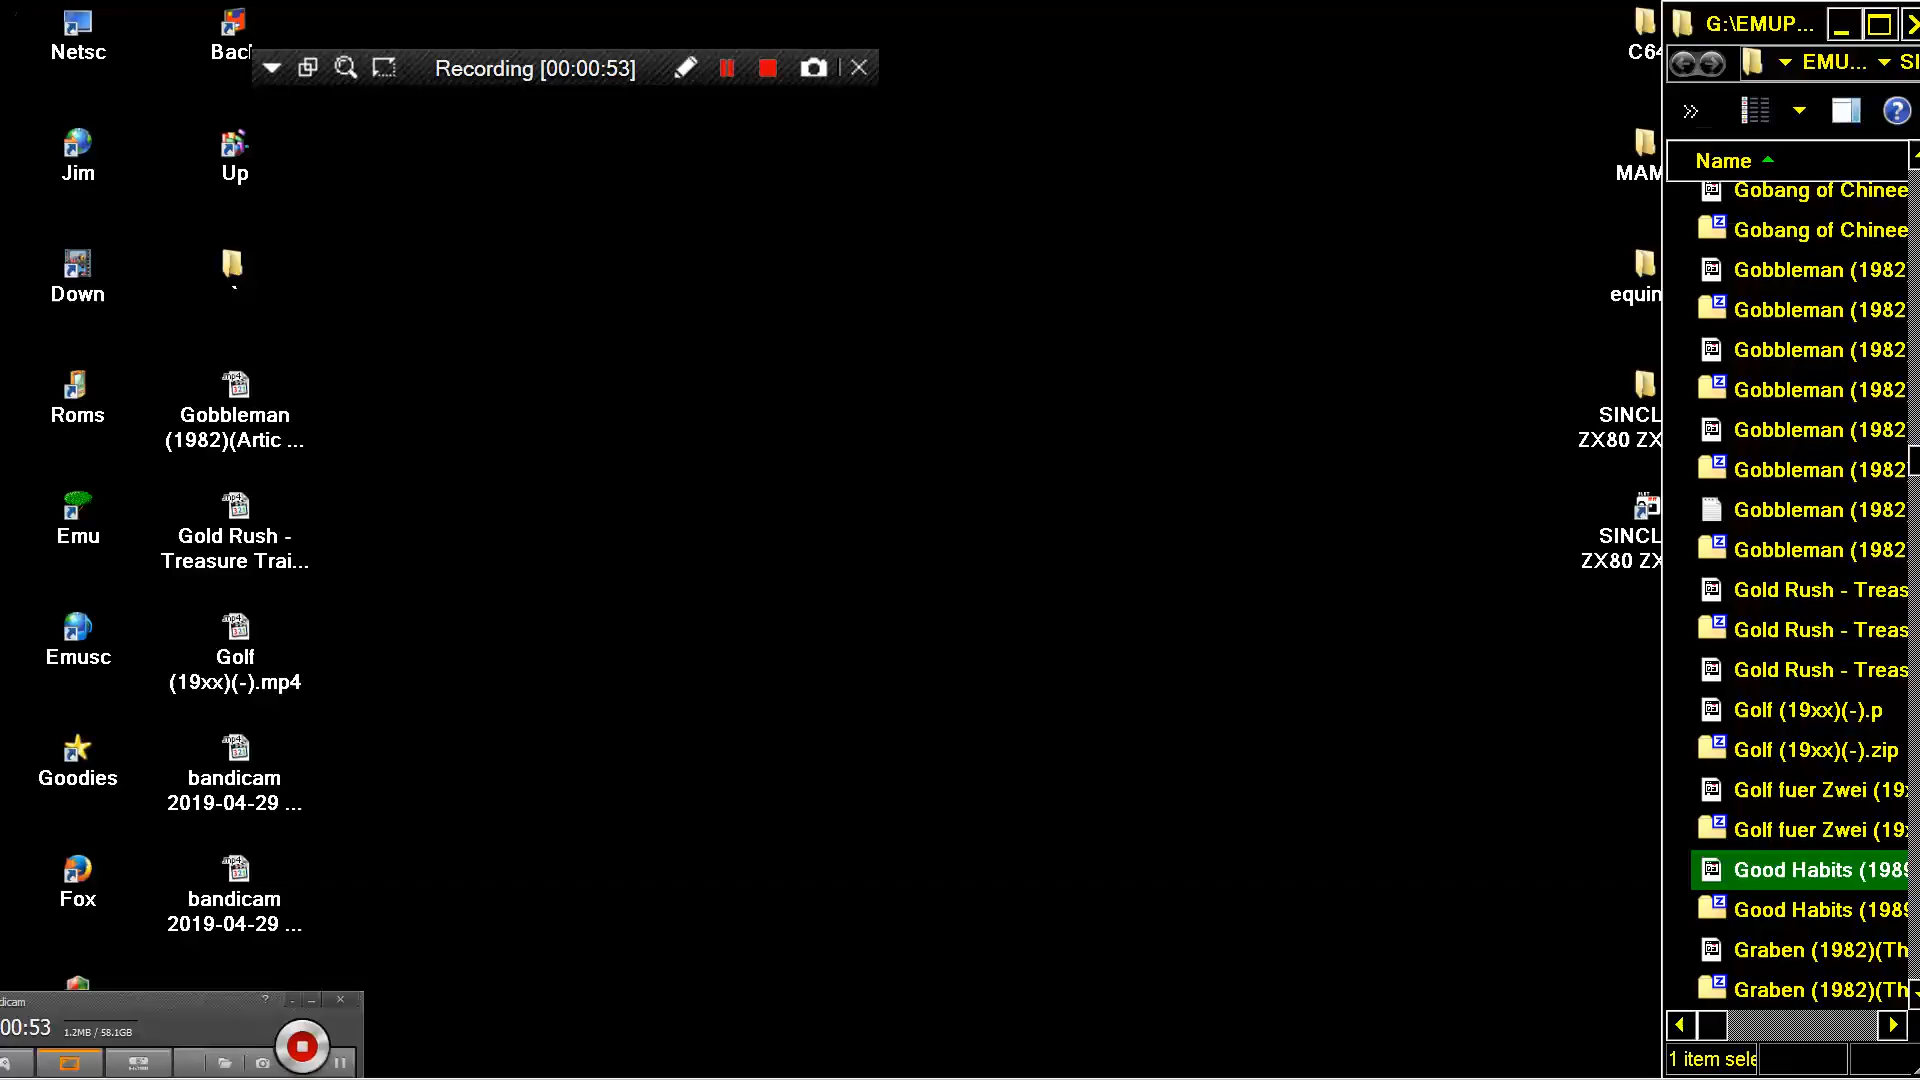 Netsc
Jim
Down
Roms
Emu
Emusc
Goodies
Fox
Up
`
Gobbleman
(1982)(Artic ...
Gold Rush -
Treasure Trai...
Golf
(19xx)(-).mp4
bandicam
2019-04-29 ...
bandicam
2019-04-29 ...
Recording [00:00:53]
C64
MAM
equin
SINCL
ZX80 ZX
SINCL
ZX80 ZX
G:\EMUP...
EMU... SI
Name
Gobang of Chinee
Gobang of Chinee
Gobbleman (1982)
Gobbleman (1982)
Gobbleman (1982
Gobbleman (1982
Gobbleman (1982
Gobbleman (1982
Gobbleman (1982
Gobbleman (1982
Gold Rush - Treas
Gold Rush - Treas
Gold Rush - Treas
Golf (19xx)(-).p
Golf (19xx)(-).zip
Golf fuer Zwei (19x
Golf fuer Zwei (19x
Good Habits (1989
Good Habits (1989
Graben (1982)(Th
Graben (1982)(Th
1 item sele
dicam
00:53
1.2MB / 58.1GB